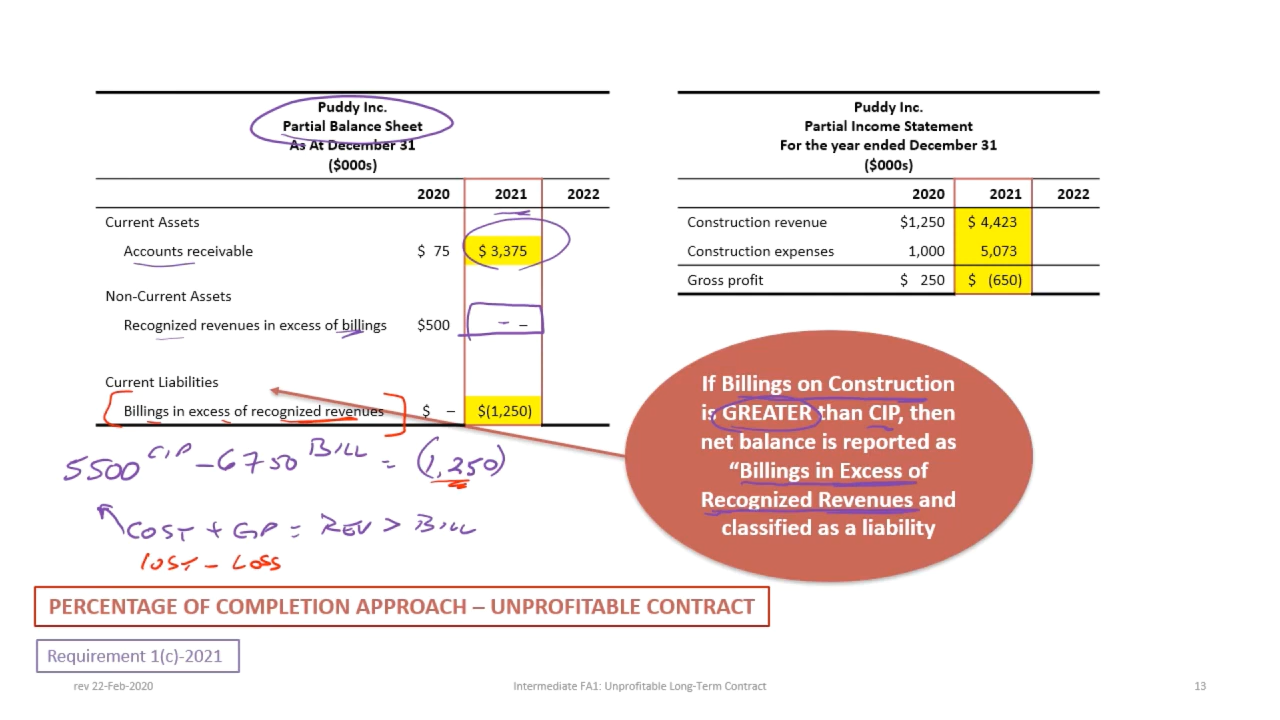 Puddy Inc.
Partial Balance Sheet
As At December 31
($000s)
2020 2021 2022
Current Assets
Accounts receivable $ 75 $ 3,375
Non-Current Assets
Recognized revenues in excess of billings $500 – –
Current Liabilities
Billings in excess of recognized revenues $ – $(1,250)
Puddy Inc.
Partial Income Statement
For the year ended December 31
($000s)
2020 2021 2022
Construction revenue $1,250 $ 4,423
Construction expenses 1,000 5,073
Gross profit $ 250 $ (650)
If Billings on Construction
is GREATER than CIP, then
net balance is reported as
“Billings in Excess of
Recognized Revenues and
classified as a liability
5500 CIP – 6750 BILL = (1,250)
COST + GP = REV > BILL
COST – LOSS
PERCENTAGE OF COMPLETION APPROACH – UNPROFITABLE CONTRACT
Requirement 1(c)-2021
rev 22-Feb-2020 Intermediate FA1: Unprofitable Long-Term Contract 13